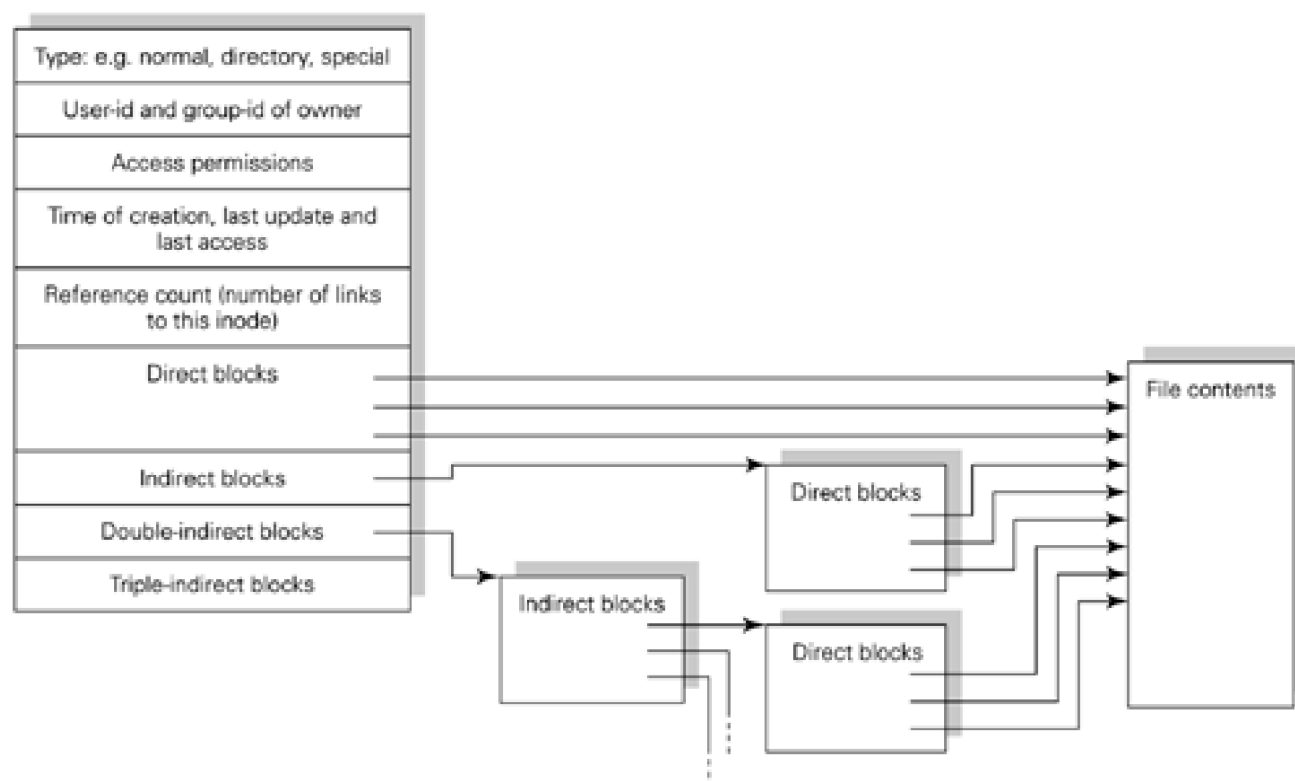 Type: e.g. normal, directory, special
User-id and group-id of owner
Access permissions
Time of creation, last update and
last access
Reference count (number of links
to this inode)
Direct blocks
Indirect blocks
Double-indirect blocks
Triple-indirect blocks
Indirect blocks
Direct blocks
Direct blocks
File contents